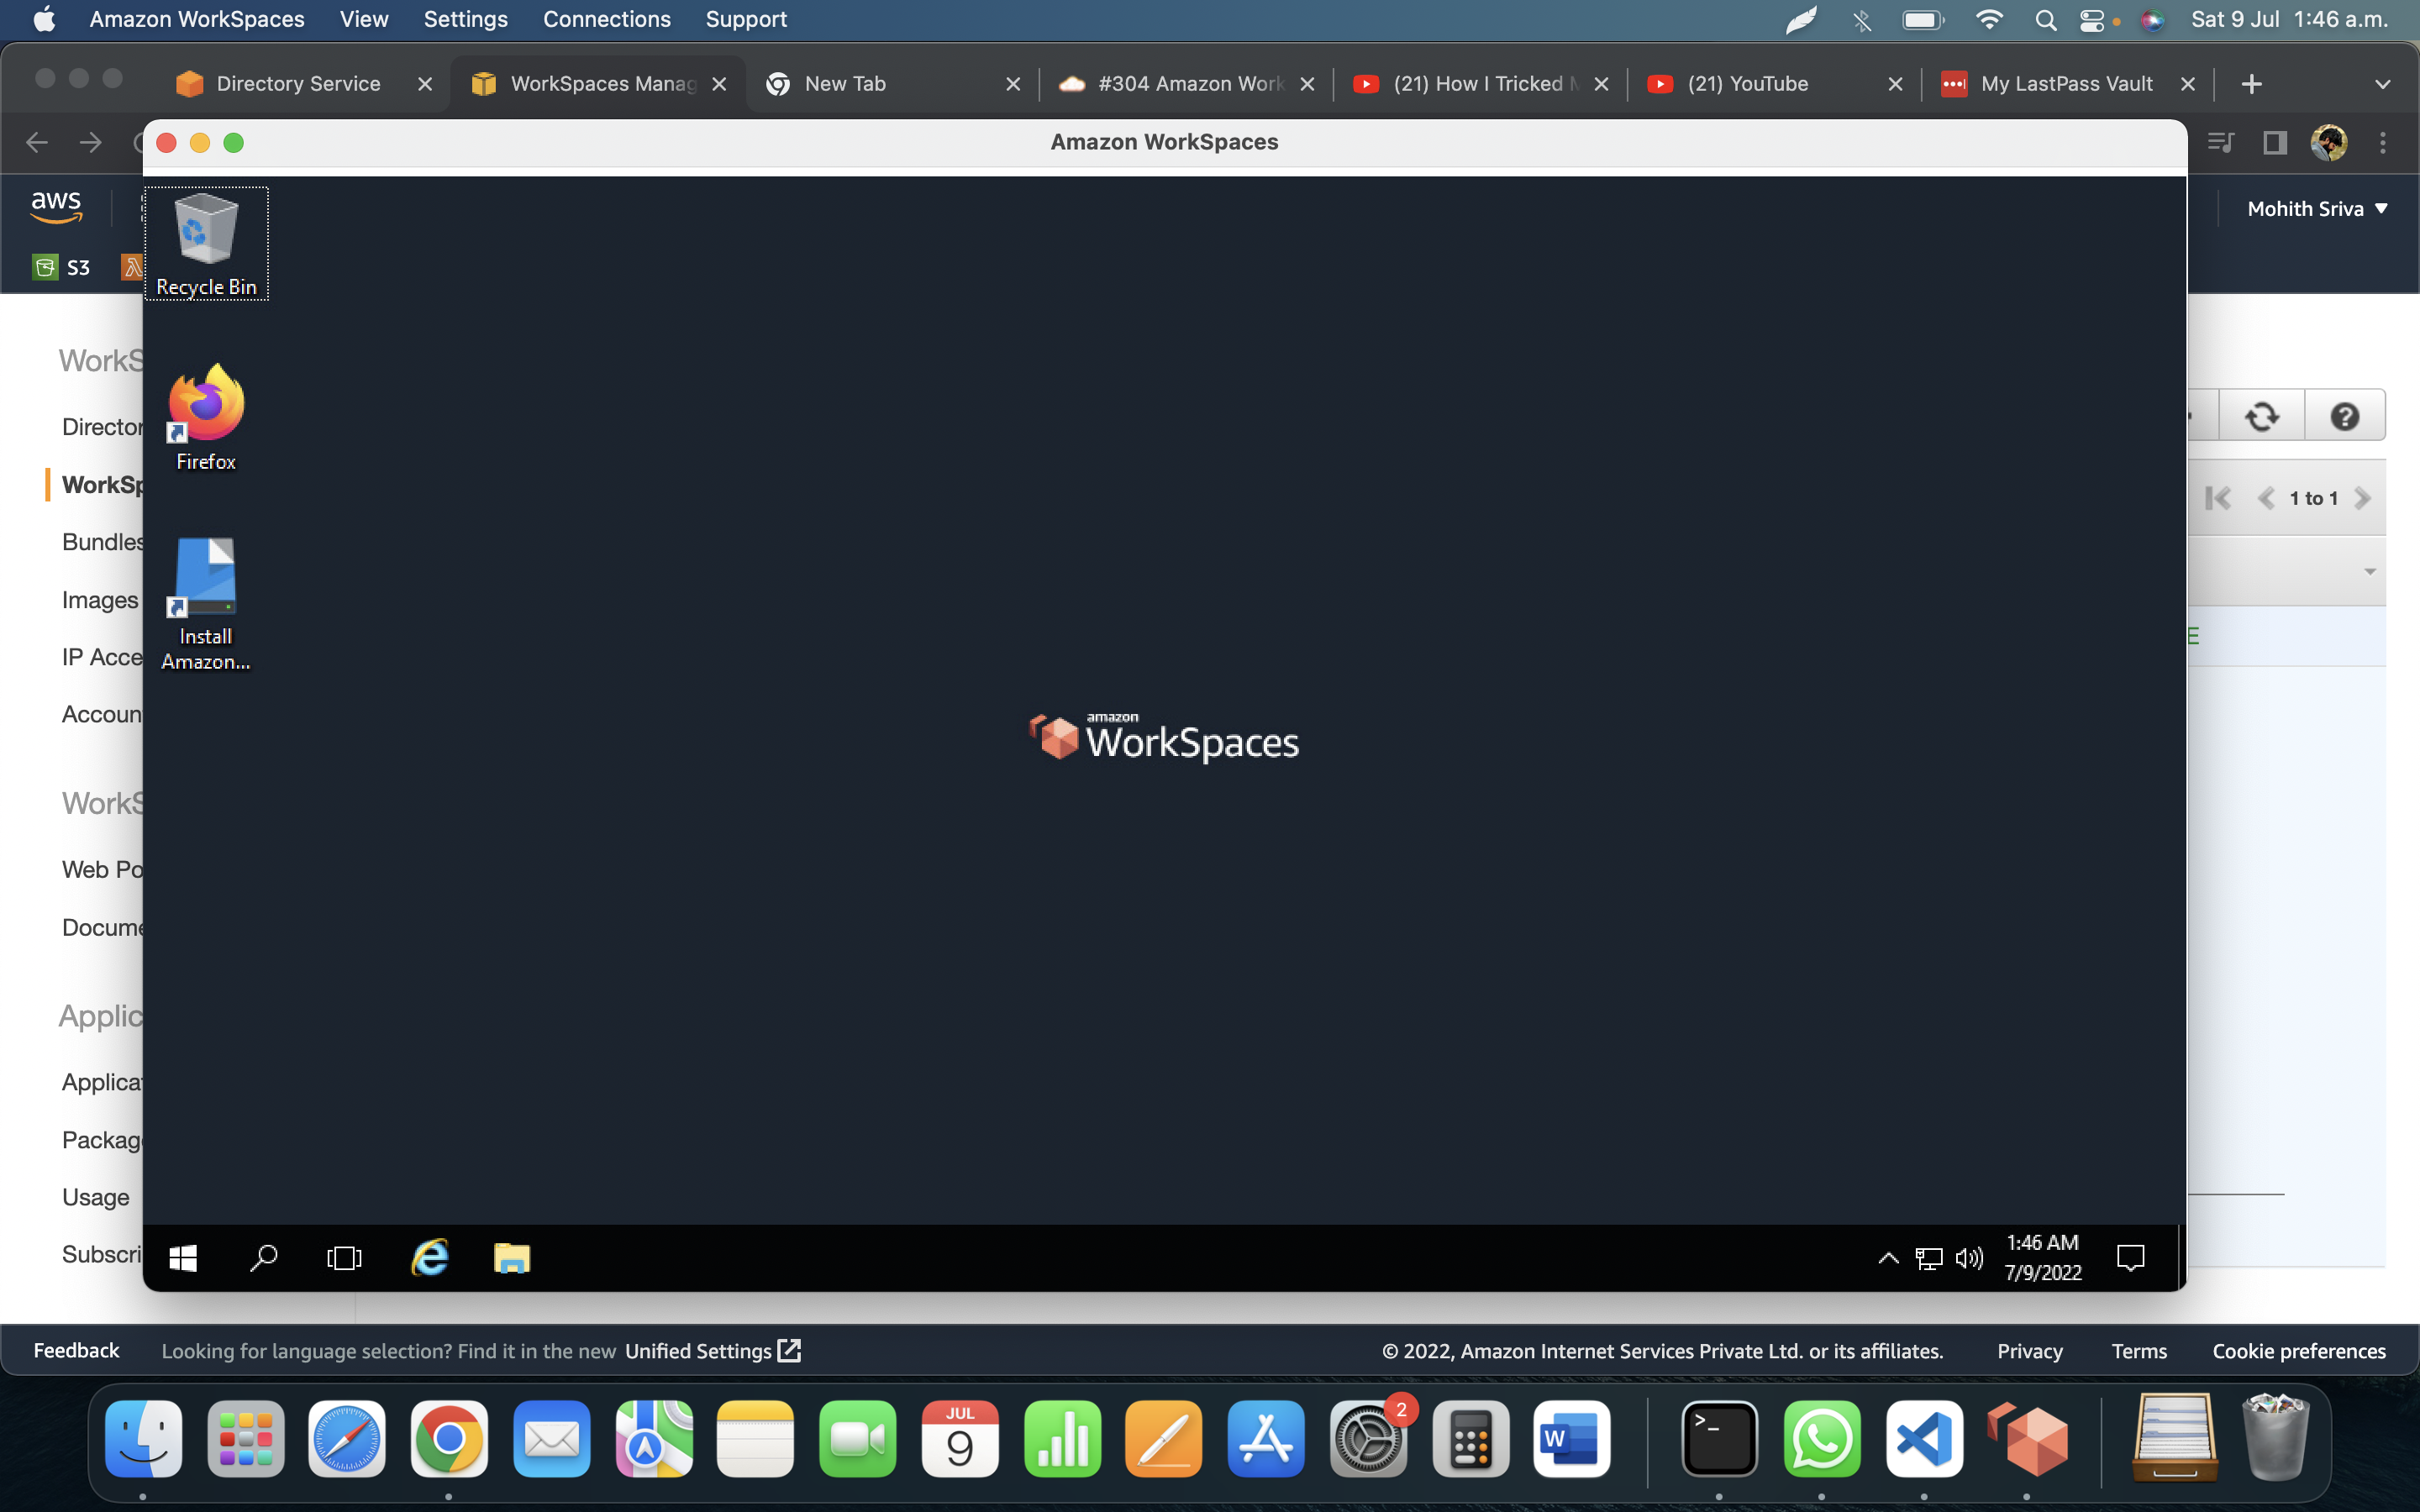 Amazon WorkSpaces View Settings Connections Support Sat 9 Jul 1:46 a.m.
Directory Service WorkSpaces Manag New Tab #304 Amazon Work (21) How I Tricked M (21) YouTube My LastPass Vault
Amazon WorkSpaces
aws Mohith Sriva
S3
Recycle Bin
WorkS
Director
Firefox
WorkSp
1 to 1
Bundles
Images
Install
Amazon...
E
IP Acce
Accoun
amazon
WorkSpaces
WorkS
Web Po
Docume
Applic
Applica
Packag
Usage
Subscri
1:46 AM
7/9/2022
Feedback Looking for language selection? Find it in the new Unified Settings © 2022, Amazon Internet Services Private Ltd. or its affiliates. Privacy Terms Cookie preferences
JUL
9
2
W
>_